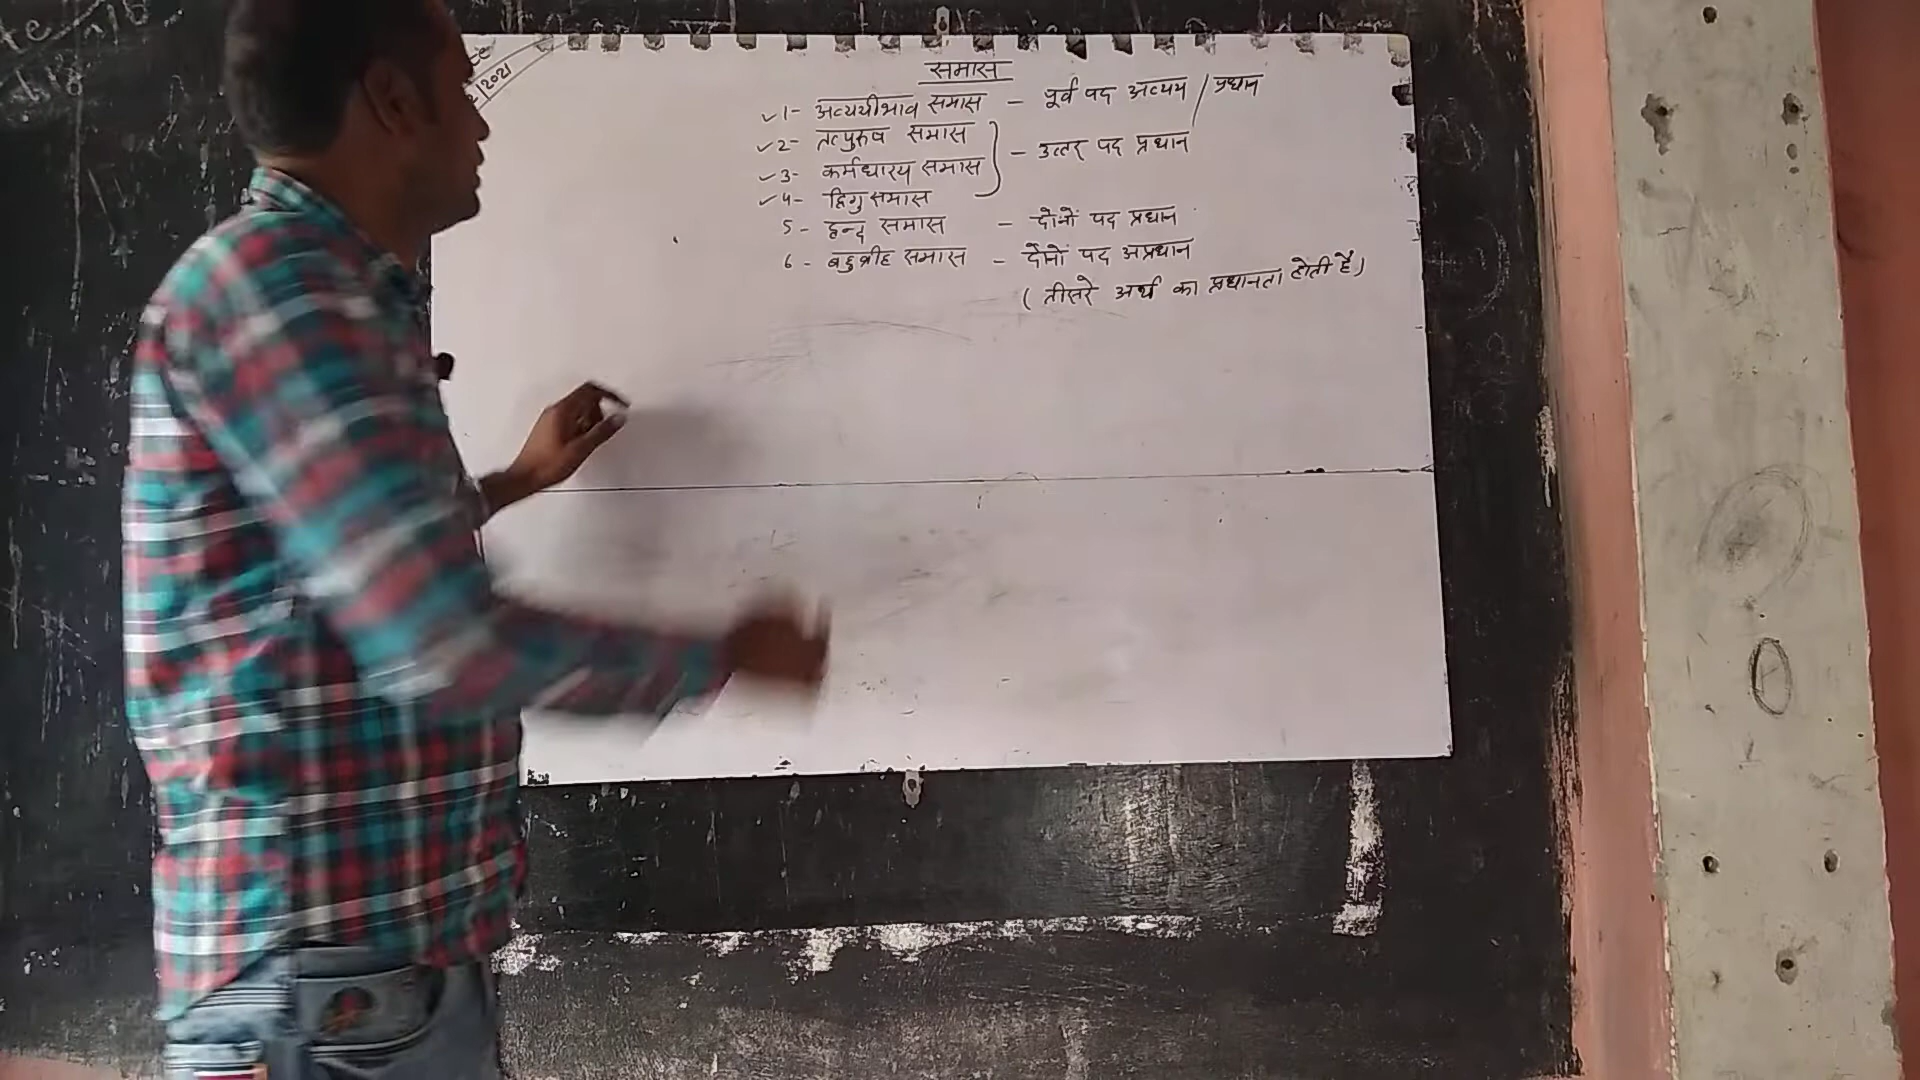 समास
✓1- अव्ययीभाव समास - पूर्व पद अव्यय / प्रधान
✓2- तत्पुरुष समास
✓3- कर्मधारय समास - उत्तर पद प्रधान
✓4- द्विगु समास
5- द्वन्द समास - दोनों पद प्रधान
6- बहुब्रीह समास - दोनों पद अप्रधान
( तीसरे अर्थ का प्रधानता होती है)
2021